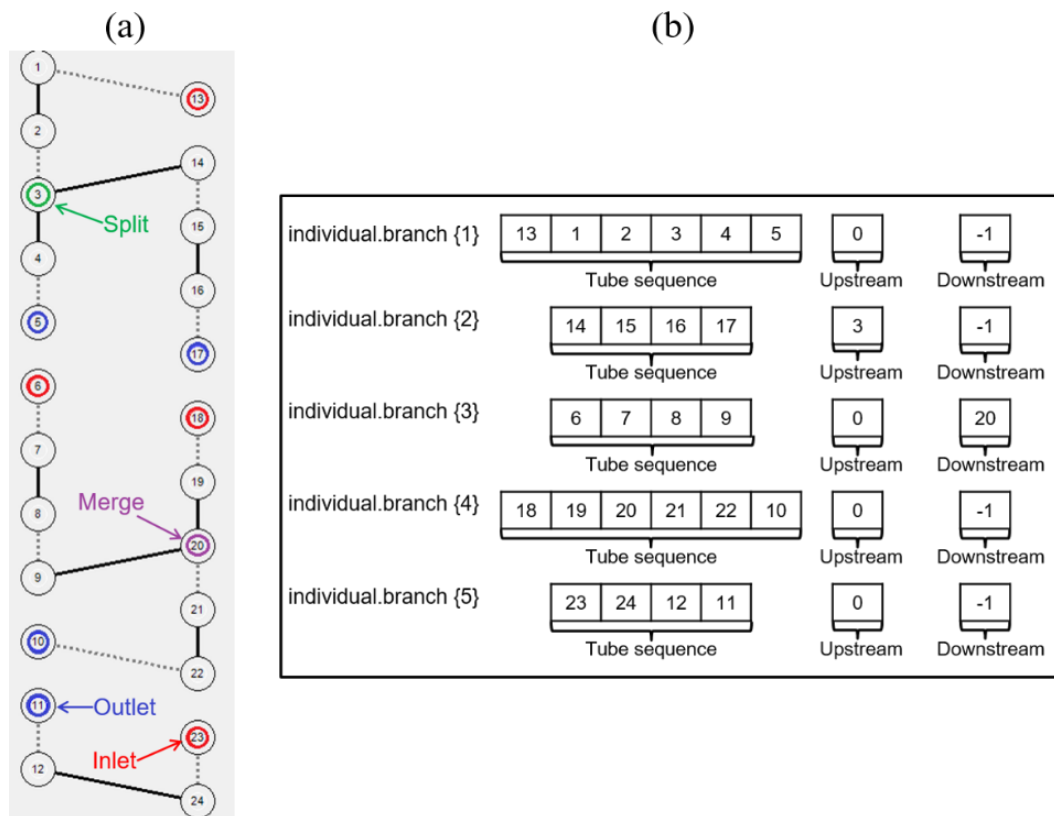 (a)
(b)
1
13
2
14
3
Split
15
4
16
5
17
6
18
7
19
Merge
8
20
9
21
10
22
11
Outlet
23
Inlet
12
24
individual.branch {1} 13 1 2 3 4 5 0 -1
Tube sequence Upstream Downstream
individual.branch {2} 14 15 16 17 3 -1
Tube sequence Upstream Downstream
individual.branch {3} 6 7 8 9 0 20
Tube sequence Upstream Downstream
individual.branch {4} 18 19 20 21 22 10 0 -1
Tube sequence Upstream Downstream
individual.branch {5} 23 24 12 11 0 -1
Tube sequence Upstream Downstream